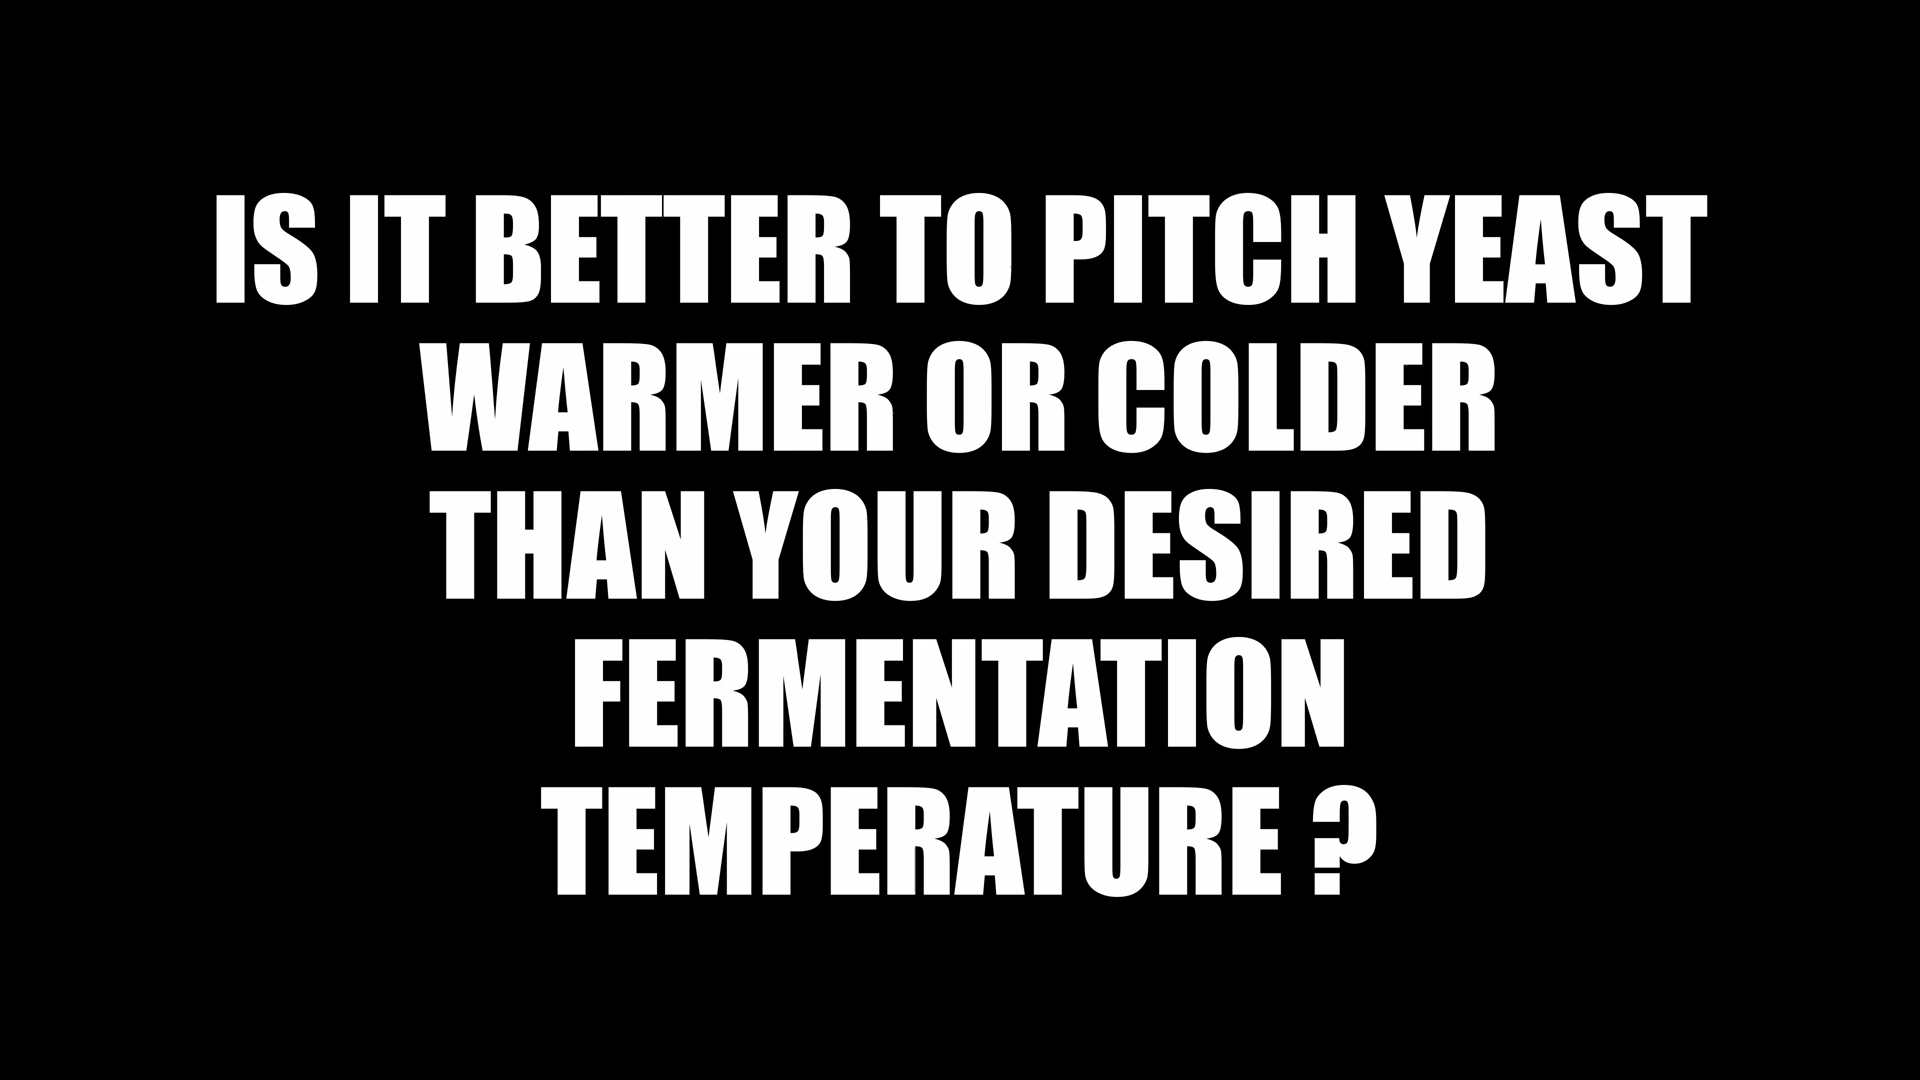 IS IT BETTER TO PITCH YEAST
WARMER OR COLDER
THAN YOUR DESIRED
FERMENTATION
TEMPERATURE ?